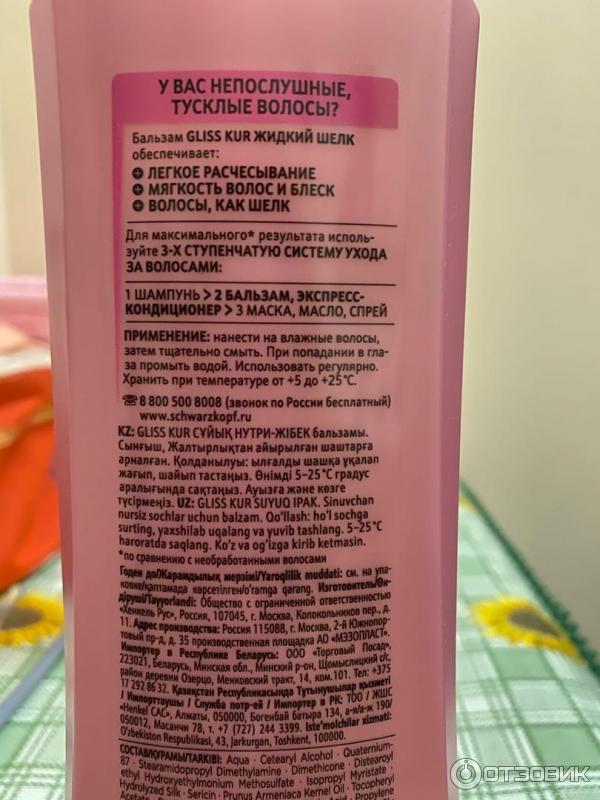 У ВАС НЕПОСЛУШНЫЕ,
ТУСКЛЫЕ ВОЛОСЫ?
Бальзам GLISS KUR ЖИДКИЙ ШЕЛК
обеспечивает:
+ ЛЕГКОЕ РАСЧЕСЫВАНИЕ
+ МЯГКОСТЬ ВОЛОС И БЛЕСК
+ ВОЛОСЫ, КАК ШЕЛК
Для максимального* результата исполь-
зуйте 3-Х СТУПЕНЧАТУЮ СИСТЕМУ УХОДА
ЗА ВОЛОСАМИ:
1 ШАМПУНЬ > 2 БАЛЬЗАМ, ЭКСПРЕСС-
КОНДИЦИОНЕР > 3 МАСКА, МАСЛО, СПРЕЙ
ПРИМЕНЕНИЕ: нанести на влажные волосы,
затем тщательно смыть. При попадании в гла-
за промыть водой. Использовать регулярно.
Хранить при температуре от +5 до +25°С.
☎8 800 500 8008 (звонок по России бесплатный)
www.schwarzkopf.ru
KZ: GLISS KUR СҰЙЫҚ НУТРИ-ЖІБЕК бальзамы.
Сынғыш, Жалтырлықтан айырылған шаштарға
арналған. Қолданылуы: ылғалды шашқа ұқалап
жағып, шайып тастаңыз. Өнімді 5–25°С градус
аралығында сақтаңыз. Ауызға және көзге
түсірмеңіз. UZ: GLISS KUR SUYUQ IPAK. Sinuvchan
nursiz sochlar uchun balzam. Qo'llash: ho'l sochga
surting, yaxshilab uqalang va yuvib tashlang. 5–25°C
haroratda saqlang. Ko'z va og'izga kirib ketmasin.
*по сравнению с необработанными волосами
Годен до/Жарамдылық мерзімі/Yaroqlilik muddati: см. на упа-
ковке/қаптамада көрсетілген/o'ramga qarang. Изготовитель/Өн-
діруші/Tayyorlandi: Общество с ограниченной ответственностью
«Хенкель Рус», Россия, 107045, г. Москва, Колокольников пер., д.
11. Адрес производства: Россия 115088, г. Москва, 2-й Южнопор-
товый пр-д, д. 35 производственная площадка АО «МЭЗОПЛАСТ».
Импортер в Республике Беларусь: ООО "Торговый Посад".
223021, Беларусь, Минская обл., Минский р-он, Щомыслицкий с/с,
район деревни Озерцо, Меньковский тракт, 14, ком. 101. Тел: +375
17 292 86 32. Қазақстан Республикасында Тұтынушылар қызметі
/ Импорттаушы / Служба потр-ей / Импортер в РК: ТОО / ЖШС
«Henkel САС», Алматы, 050000, Богенбай батыра 134, а-я/а-ж 190/
050012, Масанчи 78, т. +7 (727) 244 3399. Iste'molchilar xizmati:
O'zbekiston Respublikasi, 43, Jarkurgan, Toshkent, 100000.
СОСТАВ/ҚҰРАМЫ/TARKIBI: Aqua · Cetearyl Alcohol · Quaternium-
87 · Stearamidopropyl Dimethylamine · Dimethicone · Distearoyl
ethyl Hydroxyethylmonium Methosulfate · Isopropyl Myristate ·
Hydrolyzed Silk · Sericin · Prunus Armeniaca Kernel Oil · Tocopheryl
Acetate
Propylene
ОТЗОВИК